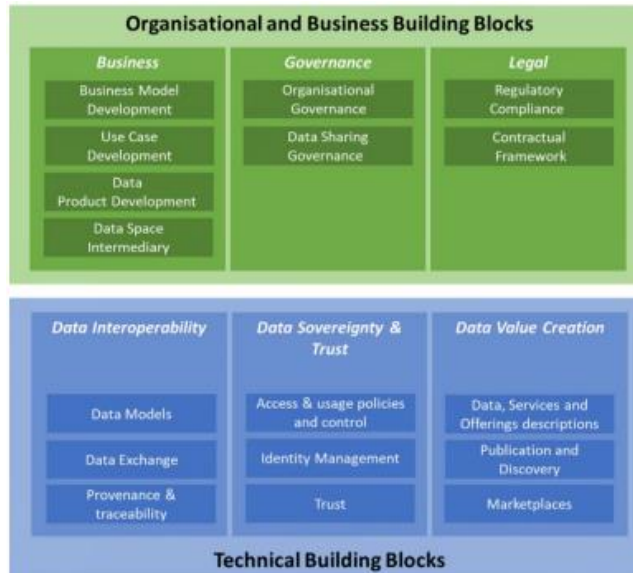 Organisational and Business Building Blocks
Business
Business Model
Development
Use Case
Development
Data
Product Development
Data Space
Intermediary
Governance
Organisational
Governance
Data Sharing
Governance
Legal
Regulatory
Compliance
Contractual
Framework
Data Interoperability
Data Models
Data Exchange
Provenance &
traceability
Data Sovereignty &
Trust
Access & usage policies
and control
Identity Management
Trust
Data Value Creation
Data, Services and
Offerings descriptions
Publication and
Discovery
Marketplaces
Technical Building Blocks